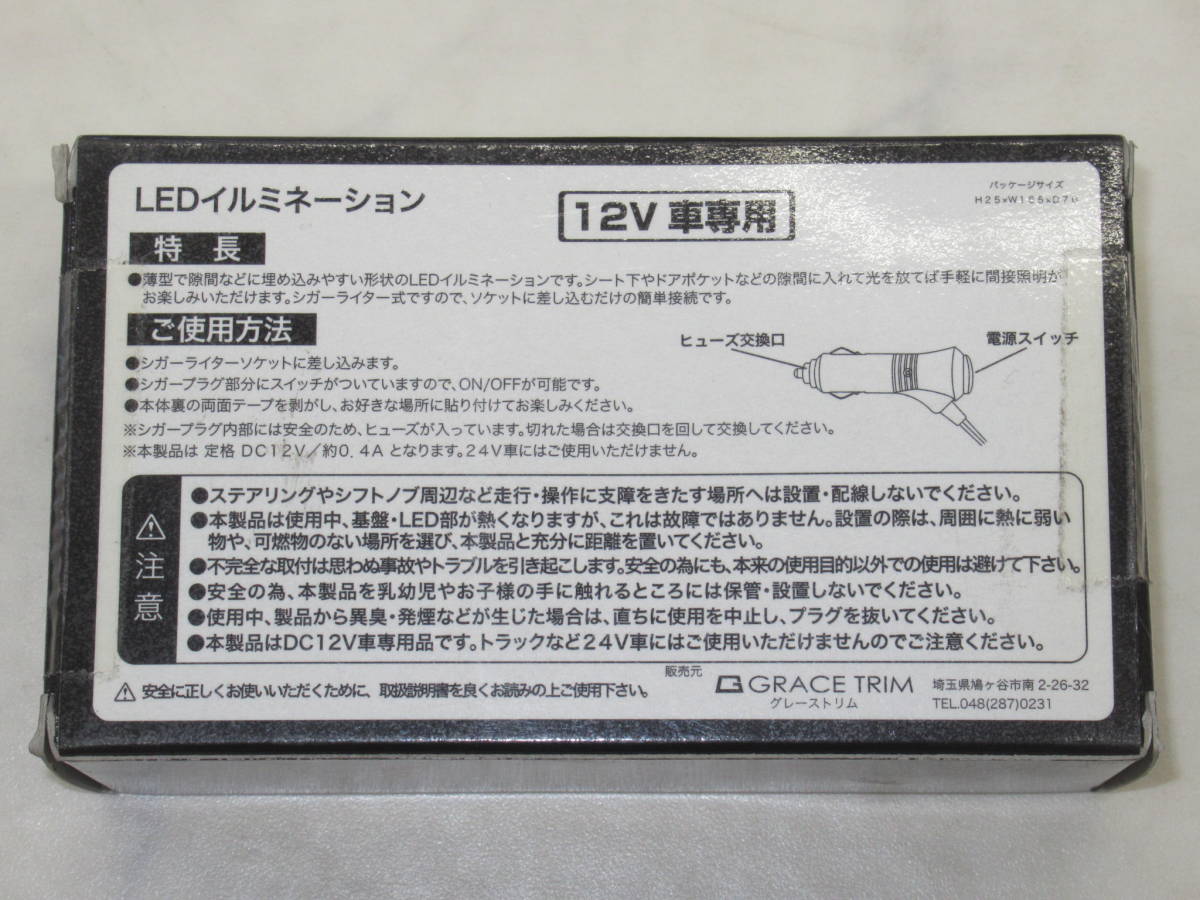 LEDイルミネーション
12V 車専用
パッケージサイズ
特 長
●薄型で隙間などに埋め込みやすい形状のLEDイルミネーションです。シート下やドアポケットなどの隙間に入れて光を放てば手軽に間接照明が
お楽しみいただけます。シガーライター式ですので、ソケットに差し込むだけの簡単接続です。
ご使用方法
●シガーライターソケットに差し込みます。
●シガープラグ部分にスイッチがついていますので、ON/OFFが可能です。
●本体裏の両面テープを剥がし、お好きな場所に貼り付けてお楽しみください。
※シガープラグ内部には安全のため、ヒューズが入っています。切れた場合は交換口を回して交換してください。
※本製品は 定格 DC12V/約0.4A となります。24V車にはご使用いただけません。
ヒューズ交換口
電源スイッチ
⚠注意
●ステアリングやシフトノブ周辺など走行・操作に支障をきたす場所へは設置・配線しないでください。
●本製品は使用中、基盤・LED部が熱くなりますが、これは故障ではありません。設置の際は、周囲に熱に弱い
物や、可燃物のない場所を選び、本製品と充分に距離を置いてください。
●不完全な取付は思わぬ事故やトラブルを引き起こします。安全の為にも、本来の使用目的以外での使用は避けて下さい。
●安全の為、本製品を乳幼児やお子様の手に触れるところには保管・設置しないでください。
●使用中、製品から異臭・発煙などが生じた場合は、直ちに使用を中止し、プラグを抜いてください。
●本製品はDC12V車専用品です。トラックなど24V車にはご使用いただけませんのでご注意ください。
⚠ 安全に正しくお使いいただくために、取扱説明書を良くお読みの上ご使用下さい。
販売元
GRACE TRIM
グレーストリム
埼玉県鳩ヶ谷市南 2-26-32
TEL.048(287)0231